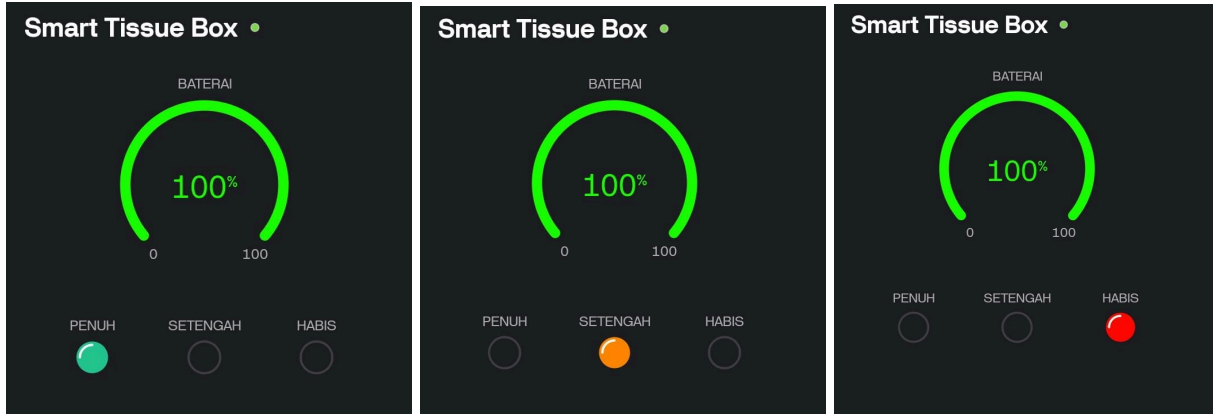 Smart Tissue Box
BATERAI
100%
0 100
PENUH SETENGAH HABIS
Smart Tissue Box
BATERAI
100%
0 100
PENUH SETENGAH HABIS
Smart Tissue Box
BATERAI
100%
0 100
PENUH SETENGAH HABIS